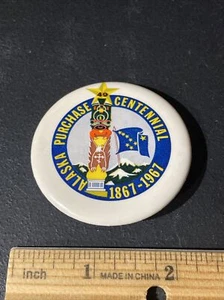 49
ALASKA PURCHASE CENTENNIAL
1867-1967
inch 1 2
MADE IN CHINA